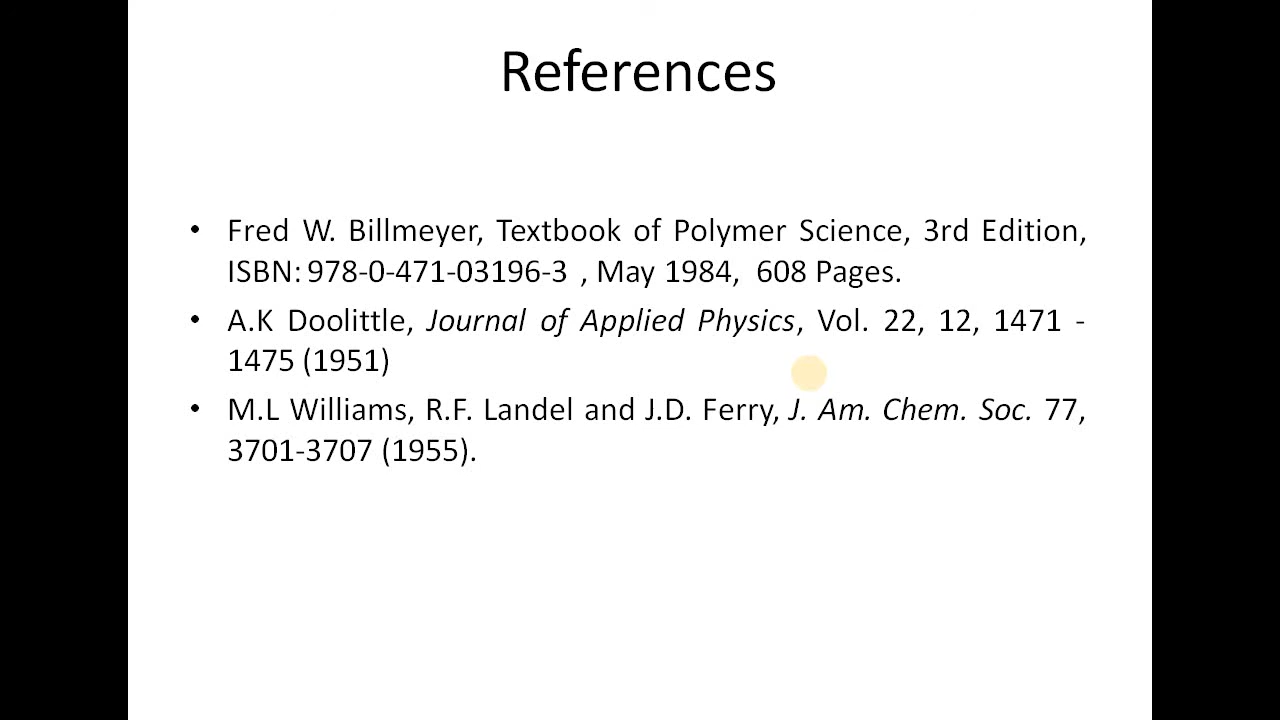 References
• Fred W. Billmeyer, Textbook of Polymer Science, 3rd Edition,
ISBN: 978-0-471-03196-3 , May 1984, 608 Pages.
• A.K Doolittle, Journal of Applied Physics, Vol. 22, 12, 1471 -
1475 (1951)
• M.L Williams, R.F. Landel and J.D. Ferry, J. Am. Chem. Soc. 77,
3701-3707 (1955).